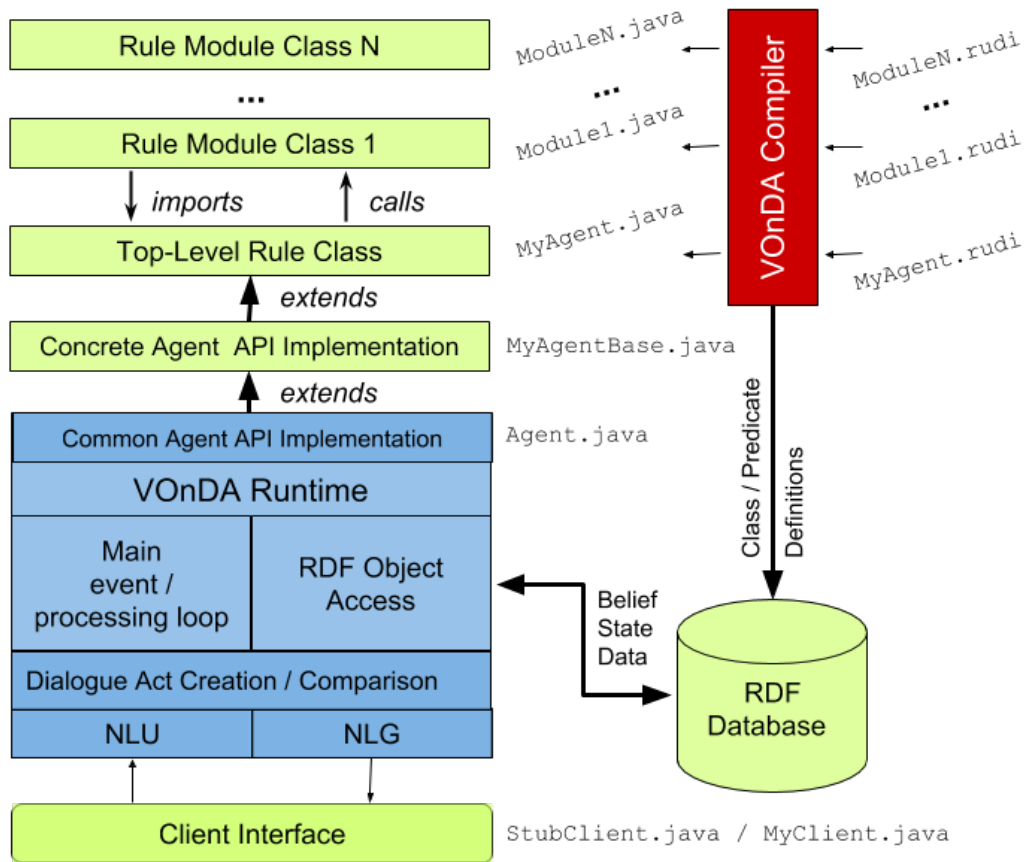 Rule Module Class N
...
Rule Module Class 1
imports
calls
Top-Level Rule Class
extends
Concrete Agent API Implementation
extends
Common Agent API Implementation
VOnDA Runtime
Main
event /
processing loop
RDF Object
Access
Dialogue Act Creation / Comparison
NLU
NLG
Client Interface
ModuleN.java
...
Module1.java
MyAgent.java
MyAgentBase.java
Agent.java
StubClient.java / MyClient.java
VOnDA Compiler
ModuleN.rudi
...
Module1.rudi
MyAgent.rudi
Class / Predicate
Definitions
Belief
State
Data
RDF
Database